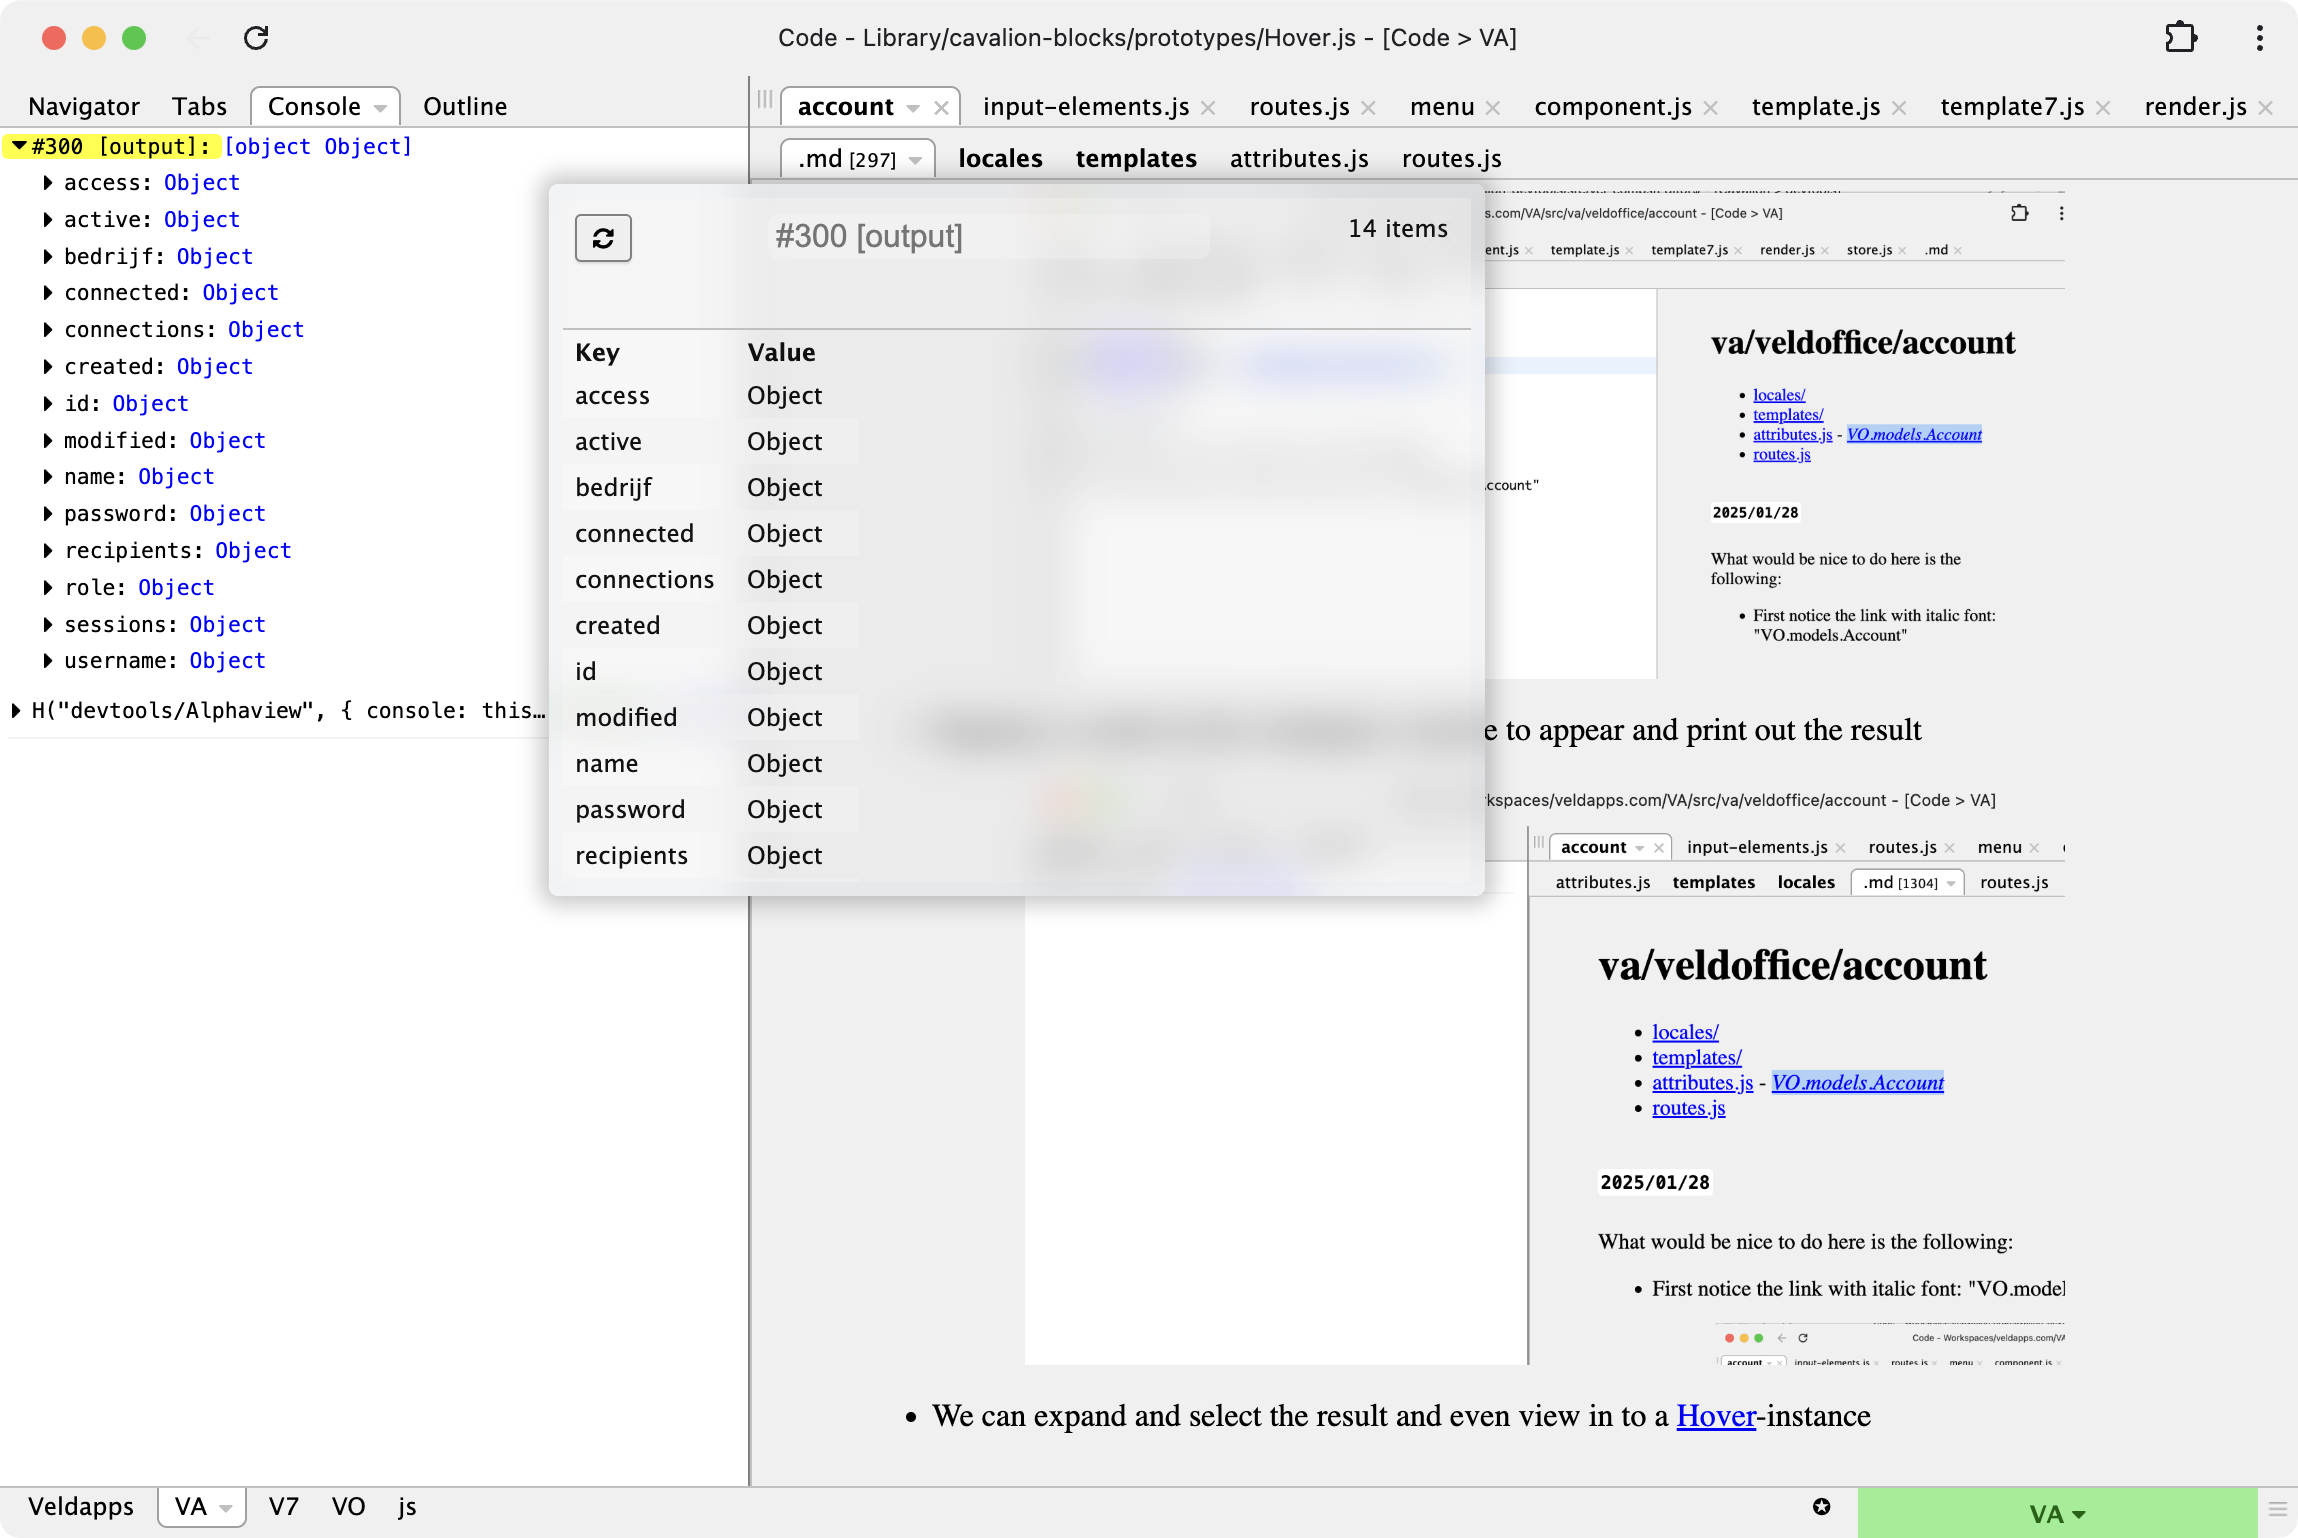 Code - Library/cavalion-blocks/prototypes/Hover.js - [Code > VA]
Navigator Tabs Console Outline
account input-elements.js routes.js menu component.js template.js template7.js render.js
.md [297] locales templates attributes.js routes.js
#300 [output]: [object Object]
access: Object
active: Object
bedrijf: Object
connected: Object
connections: Object
created: Object
id: Object
modified: Object
name: Object
password: Object
recipients: Object
role: Object
sessions: Object
username: Object
H("devtools/Alphaview", { console: this…
#300 [output]
14 items
Key Value
access Object
active Object
bedrijf Object
connected Object
connections Object
created Object
id Object
modified Object
name Object
password Object
recipients Object
s.com/VA/src/va/veldoffice/account - [Code > VA]
ent.js template.js template7.js render.js store.js .md
va/veldoffice/account
locales/
templates/
attributes.js - VO.models.Account
routes.js
ccount"
2025/01/28
What would be nice to do here is the
following:
First notice the link with italic font:
"VO.models.Account"
e to appear and print out the result
kspaces/veldapps.com/VA/src/va/veldoffice/account - [Code > VA]
account input-elements.js routes.js menu
attributes.js templates locales .md [1304] routes.js
va/veldoffice/account
locales/
templates/
attributes.js - VO.models.Account
routes.js
2025/01/28
What would be nice to do here is the following:
First notice the link with italic font: "VO.model
Code - Workspaces/veldapps.com/VA
account input-elements.js routes.js menu component.js
We can expand and select the result and even view in to a Hover-instance
Veldapps VA V7 VO js
VA